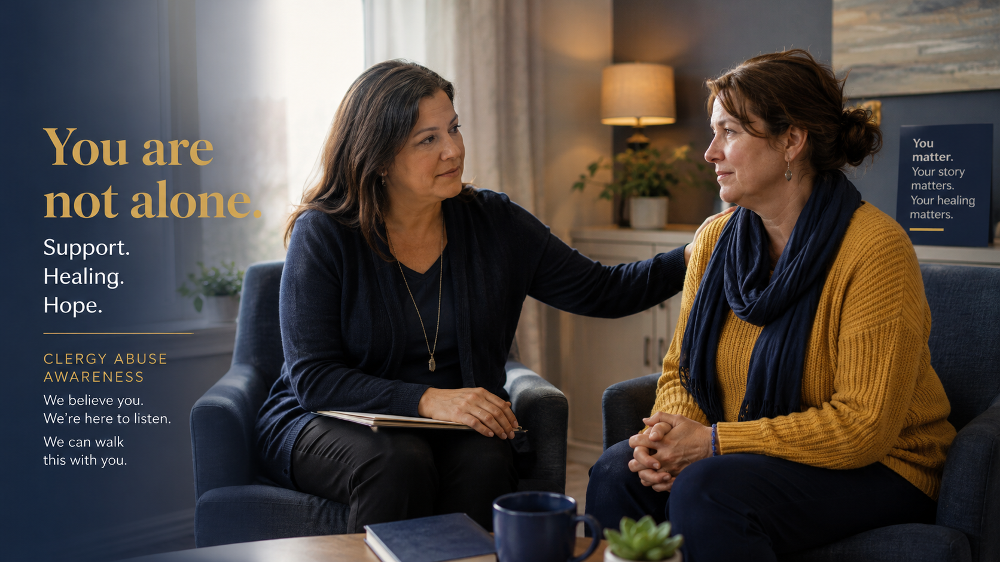 You are
not alone.
Support.
Healing.
Hope.
CLERGY ABUSE
AWARENESS
We believe you.
We're here to listen.
We can walk
this with you.
You
matter.
Your story
matters.
Your healing
matters.